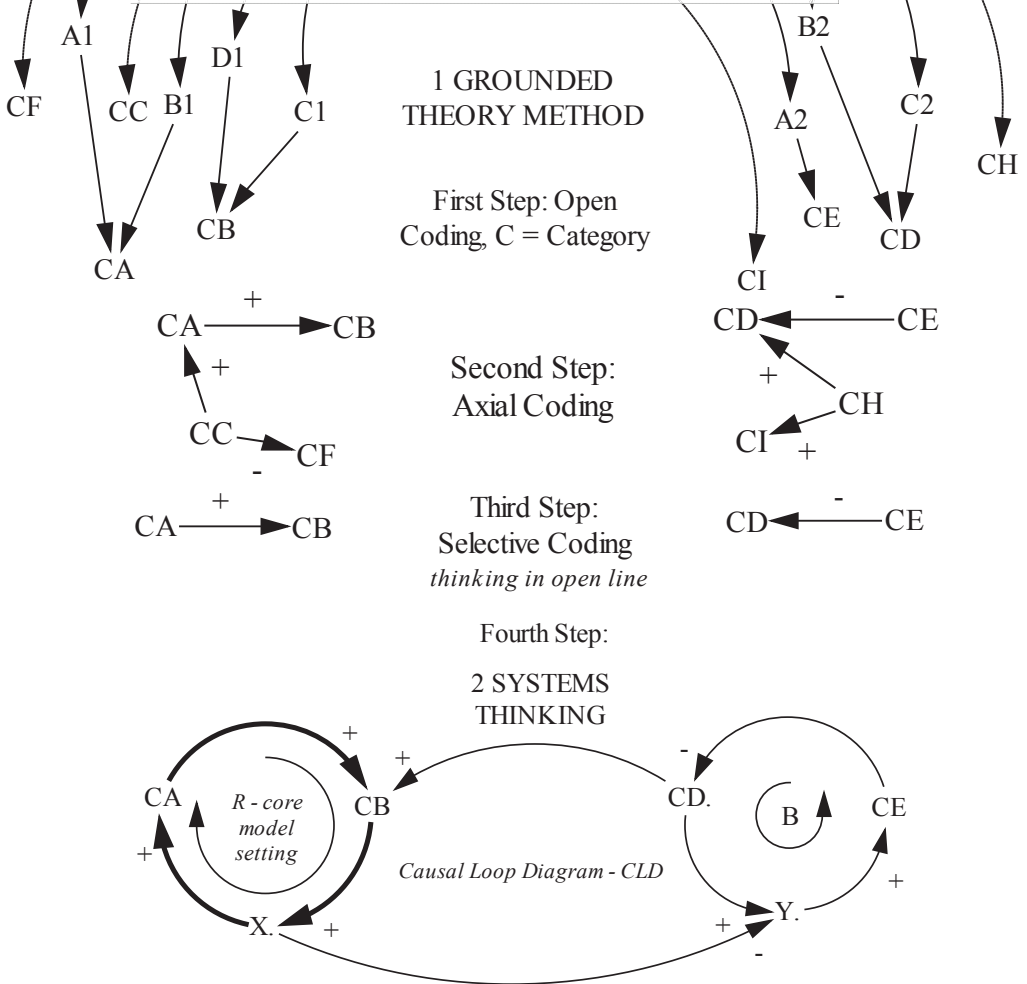 A1
B2
D1
CF
CC
B1
C1
1 GROUNDED
THEORY METHOD
A2
C2
CH
CB
First Step: Open
Coding, C = Category
CE
CD
CA
CI
+
CA
CB
-
CD
CE
+
Second Step:
Axial Coding
+
CH
CC
CF
-
CI
+
+
CA
CB
Third Step:
Selective Coding
thinking in open line
-
CD
CE
Fourth Step:
2 SYSTEMS
THINKING
+
+
-
CA
CB
R - core
model
setting
CD.
B
CE
+
Causal Loop Diagram - CLD
+
X.
+
+
Y.
-